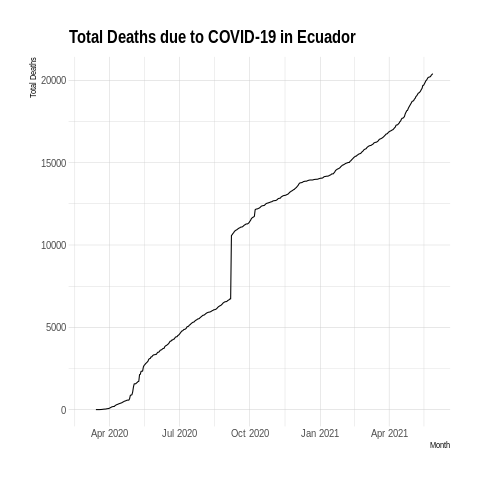 Total Deaths due to COVID-19 in Ecuador
Total Deaths
20000
15000
10000
5000
0
Apr 2020 Jul 2020 Oct 2020 Jan 2021 Apr 2021
Month